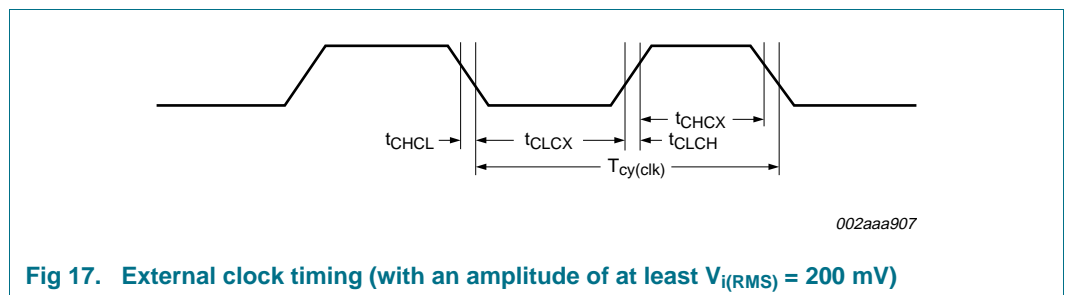 tCHCX
tCHCL
tCLCX
tCLCH
Tcy(clk)
002aaa907
Fig 17. External clock timing (with an amplitude of at least Vi(RMS) = 200 mV)